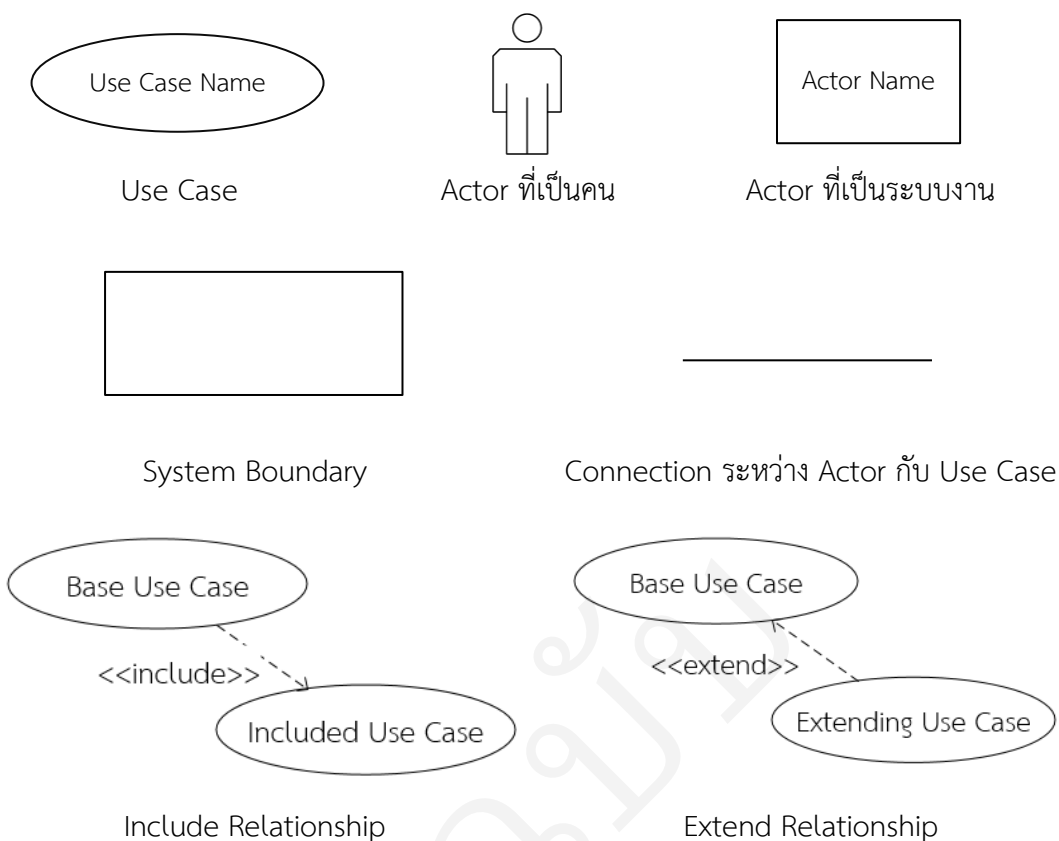 Use Case Name
Actor Name
Use Case
Actor ที่เป็นคน
Actor ที่เป็นระบบงาน
System Boundary
Connection ระหว่าง Actor กับ Use Case
Base Use Case
Base Use Case
<<include>>
<<extend>>
Included Use Case
Extending Use Case
Include Relationship
Extend Relationship